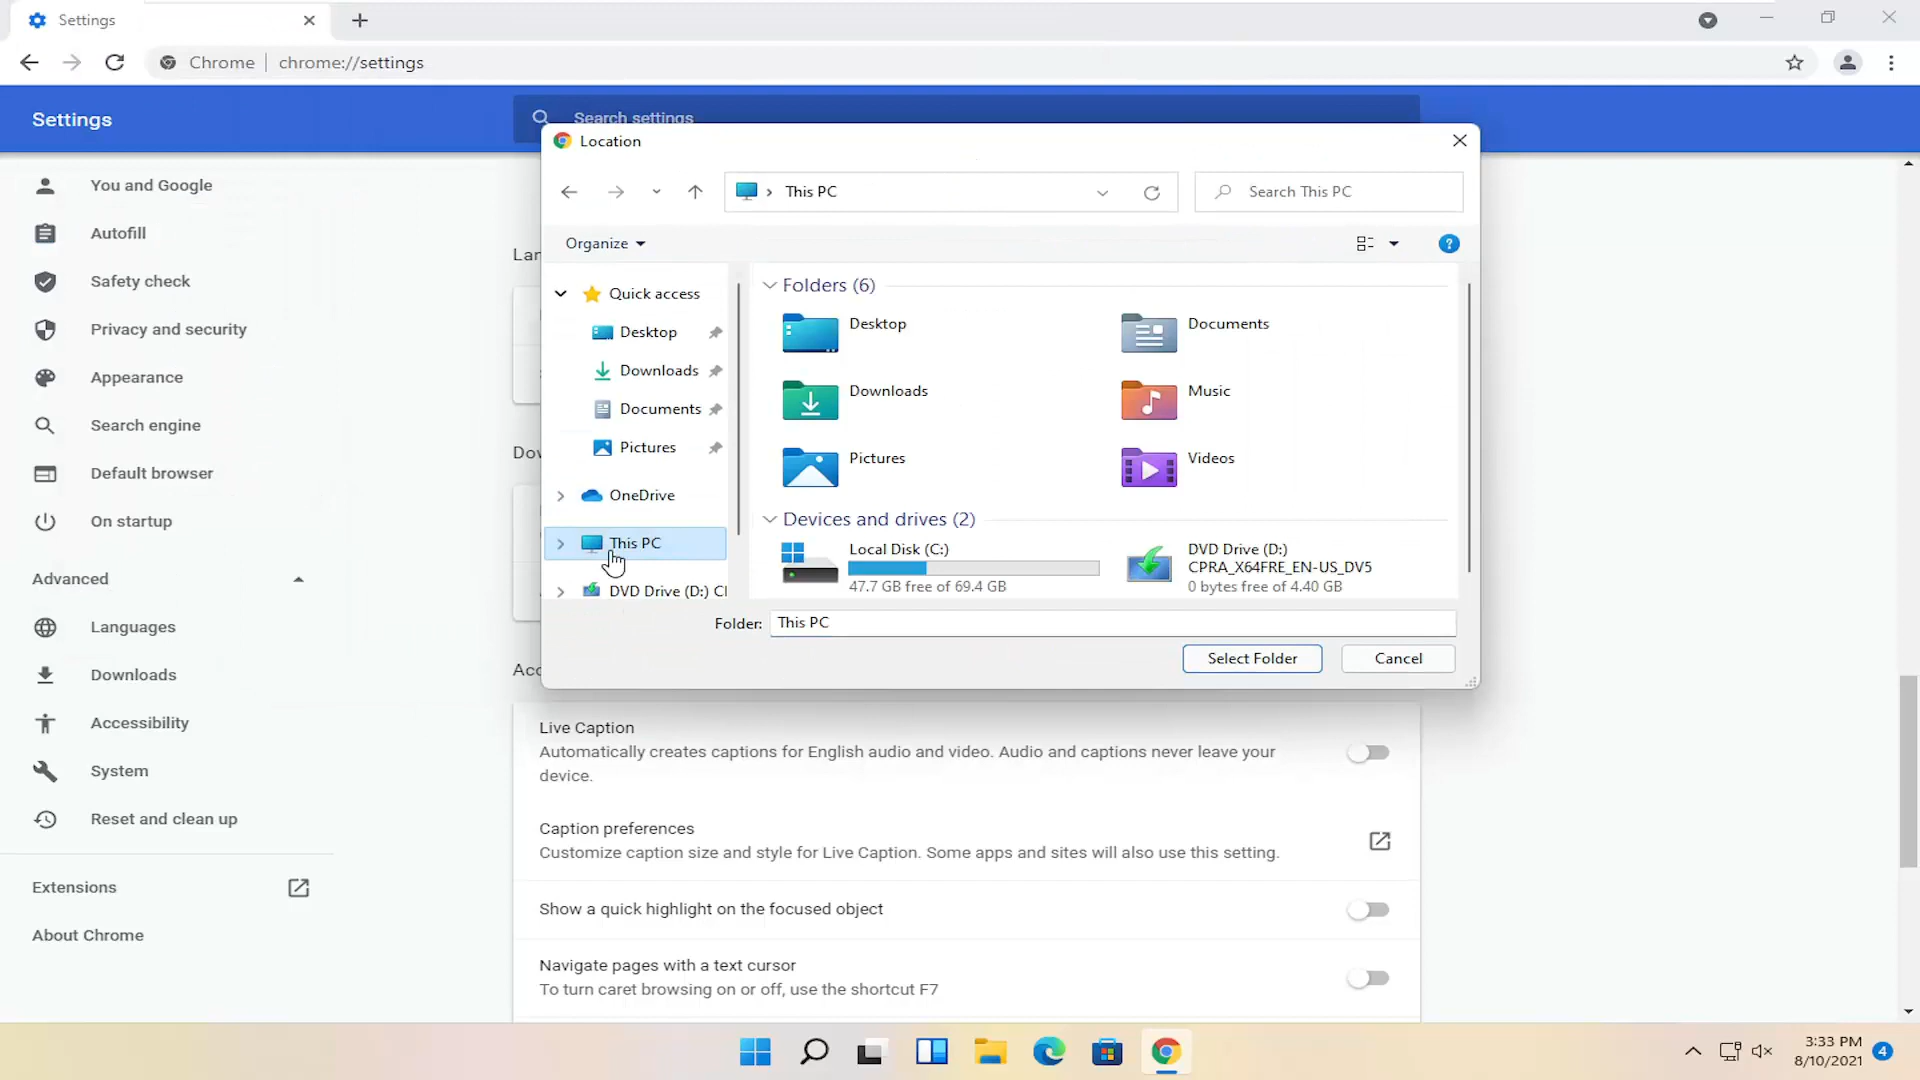 Settings
Chrome
chrome://settings
Settings
Search settings
You and Google
Autofill
Safety check
Privacy and security
Appearance
Search engine
Default browser
On startup
Advanced
Languages
Downloads
Accessibility
System
Reset and clean up
Extensions
About Chrome
Location
This PC
Search This PC
Organize
Quick access
Desktop
Downloads
Documents
Pictures
OneDrive
This PC
DVD Drive (D:) C
Folders (6)
Desktop
Documents
Downloads
Music
Pictures
Videos
Devices and drives (2)
Local Disk (C:)
47.7 GB free of 69.4 GB
DVD Drive (D:)
CPRA_X64FRE_EN-US_DV5
0 bytes free of 4.40 GB
Folder: This PC
Select Folder
Cancel
Live Caption
Automatically creates captions for English audio and video. Audio and captions never leave your
device.
Caption preferences
Customize caption size and style for Live Caption. Some apps and sites will also use this setting.
Show a quick highlight on the focused object
Navigate pages with a text cursor
To turn caret browsing on or off, use the shortcut F7
3:33 PM
8/10/2021
4